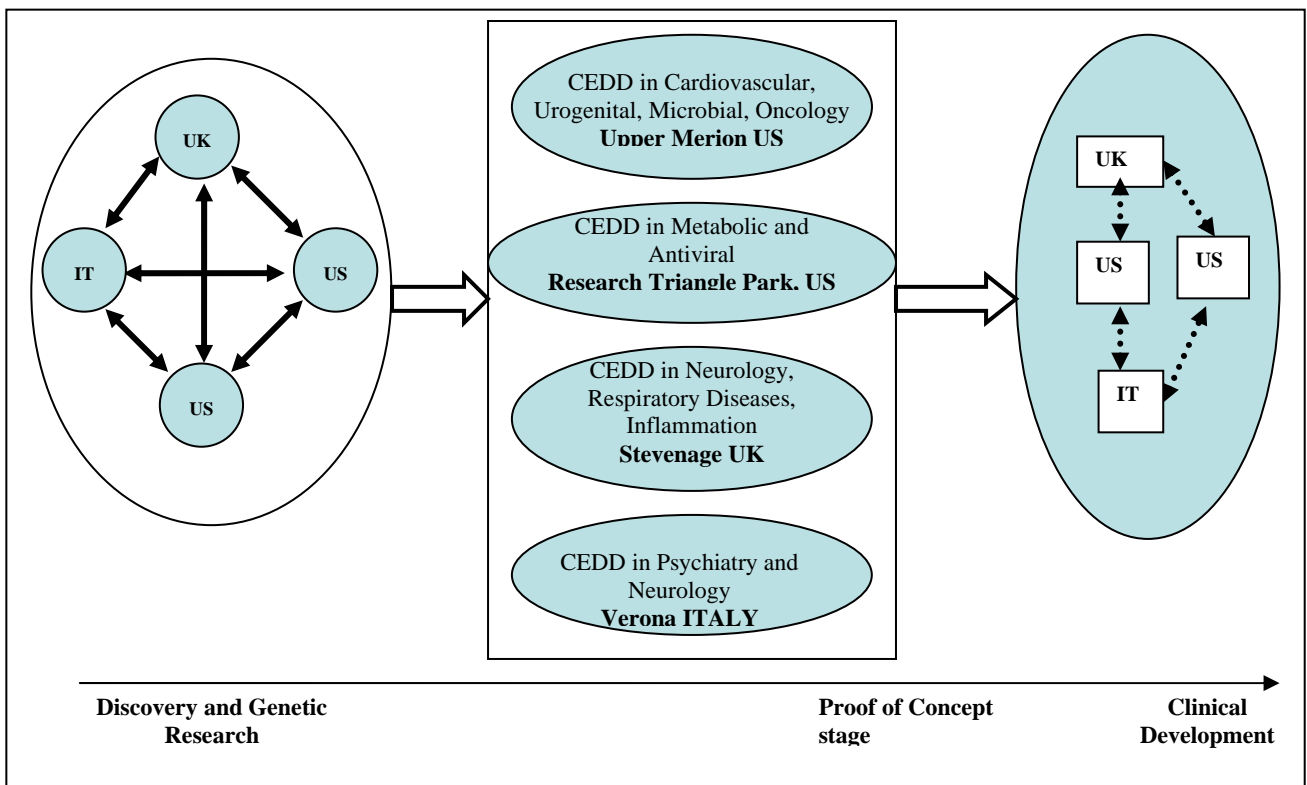 UK
IT
US
US
CEDD in Cardiovascular,
Urogenital, Microbial, Oncology
Upper Merion US
CEDD in Metabolic and
Antiviral
Research Triangle Park. US
CEDD in Neurology,
Respiratory Diseases,
Inflammation
Stevenage UK
CEDD in Psychiatry and
Neurology
Verona ITALY
UK
US
US
IT
Discovery and Genetic
Research
Proof of Concept
stage
Clinical
Development